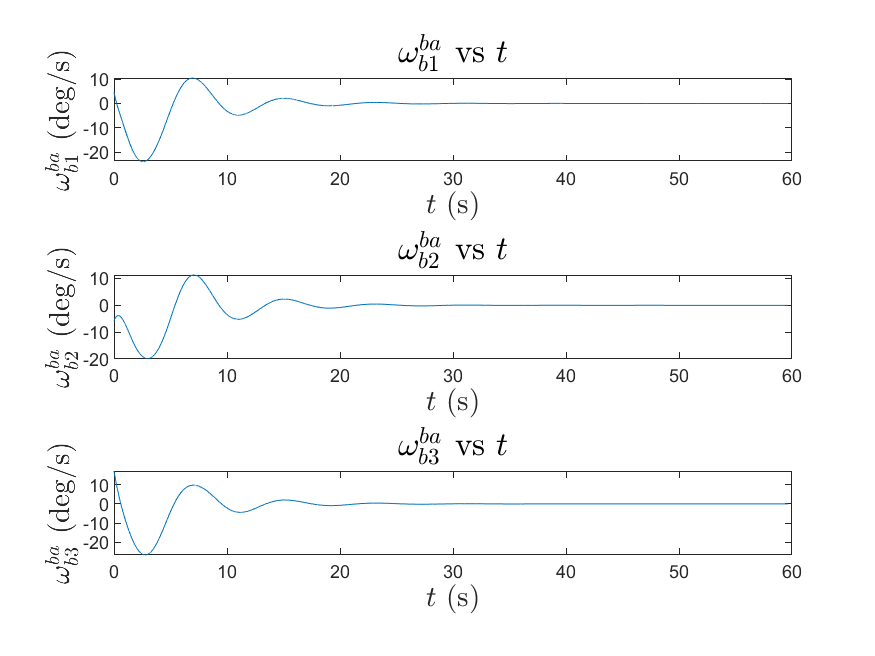 ω_{b1}^{ba} vs t
ω_{b1}^{ba} (deg/s)
10
0
-10
-20
0 10 20 30 40 50 60
t (s)
ω_{b2}^{ba} vs t
ω_{b2}^{ba} (deg/s)
10
0
-10
-20
0 10 20 30 40 50 60
t (s)
ω_{b3}^{ba} vs t
ω_{b3}^{ba} (deg/s)
10
0
-10
-20
0 10 20 30 40 50 60
t (s)